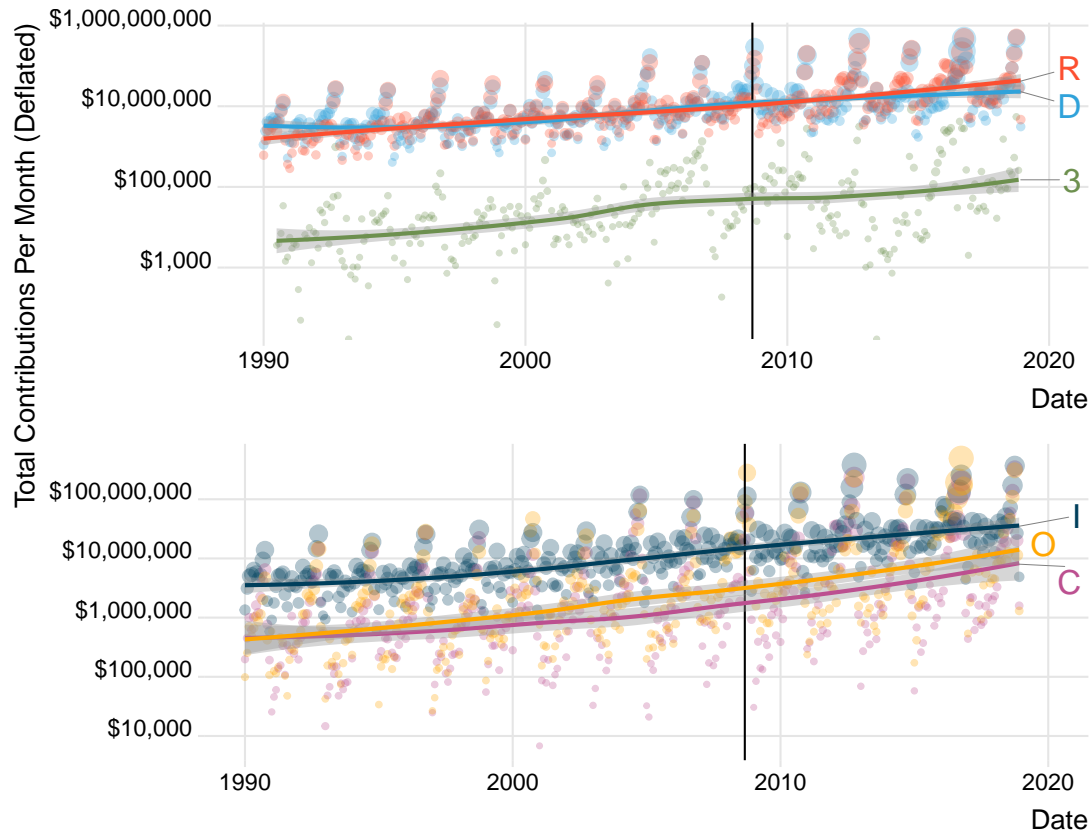 Total Contributions Per Month (Deflated)
$1,000,000,000
$10,000,000
$100,000
$1,000
R
D
3
1990
2000
2010
2020
Date
$100,000,000
$10,000,000
$1,000,000
$100,000
$10,000
I
O
C
1990
2000
2010
2020
Date